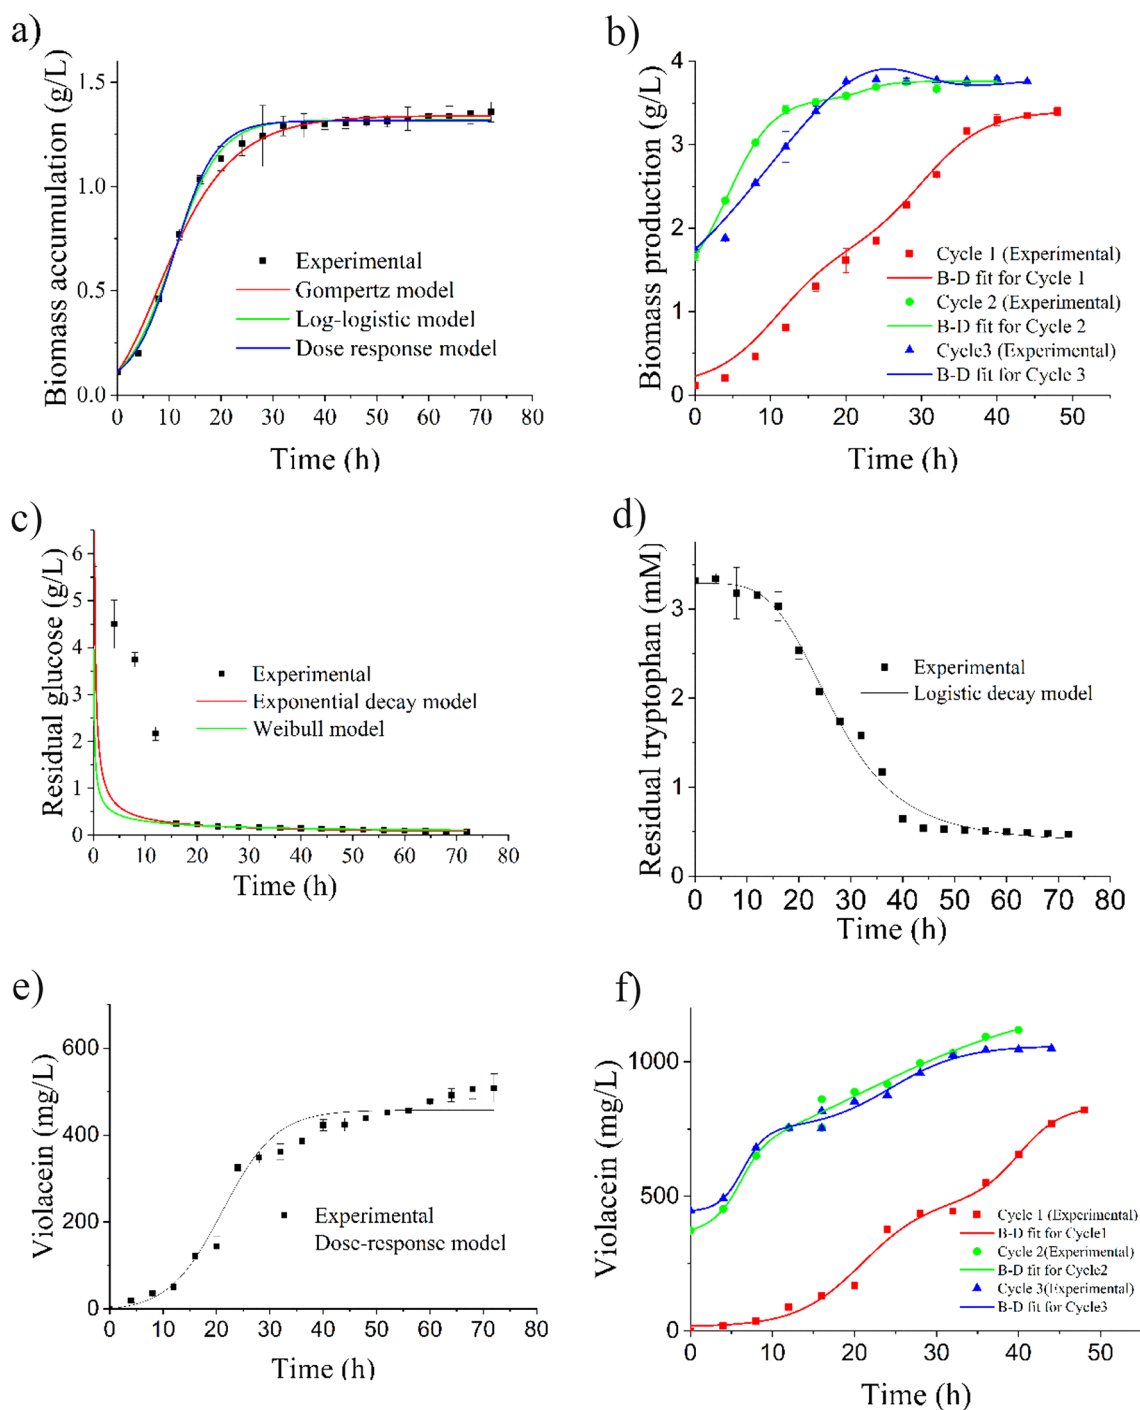 a)
Biomass accumulation (g/L)
1.5
1.0
0.5
0.0
Experimental
Gompertz model
Log-logistic model
Dose response model
0 10 20 30 40 50 60 70 80
Time (h)
b)
Biomass production (g/L)
4
3
2
1
0
Cycle 1 (Experimental)
B-D fit for Cycle 1
Cycle 2 (Experimental)
B-D fit for Cycle 2
Cycle3 (Experimental)
B-D fit for Cycle 3
0 10 20 30 40 50
Time (h)
c)
Residual glucose (g/L)
6
5
4
3
2
1
0
Experimental
Exponential decay model
Weibull model
0 10 20 30 40 50 60 70 80
Time (h)
d)
Residual tryptophan (mM)
3
2
1
0
Experimental
Logistic decay model
0 10 20 30 40 50 60 70 80
Time (h)
e)
Violacein (mg/L)
600
400
200
0
Experimental
Dose-response model
0 10 20 30 40 50 60 70 80
Time (h)
f)
Violacein (mg/L)
1000
500
0
Cycle 1 (Experimental)
B-D fit for Cycle1
Cycle 2(Experimental)
B-D fit for Cycle2
Cycle 3(Experimental)
B-D fit for Cycle3
0 10 20 30 40 50
Time (h)